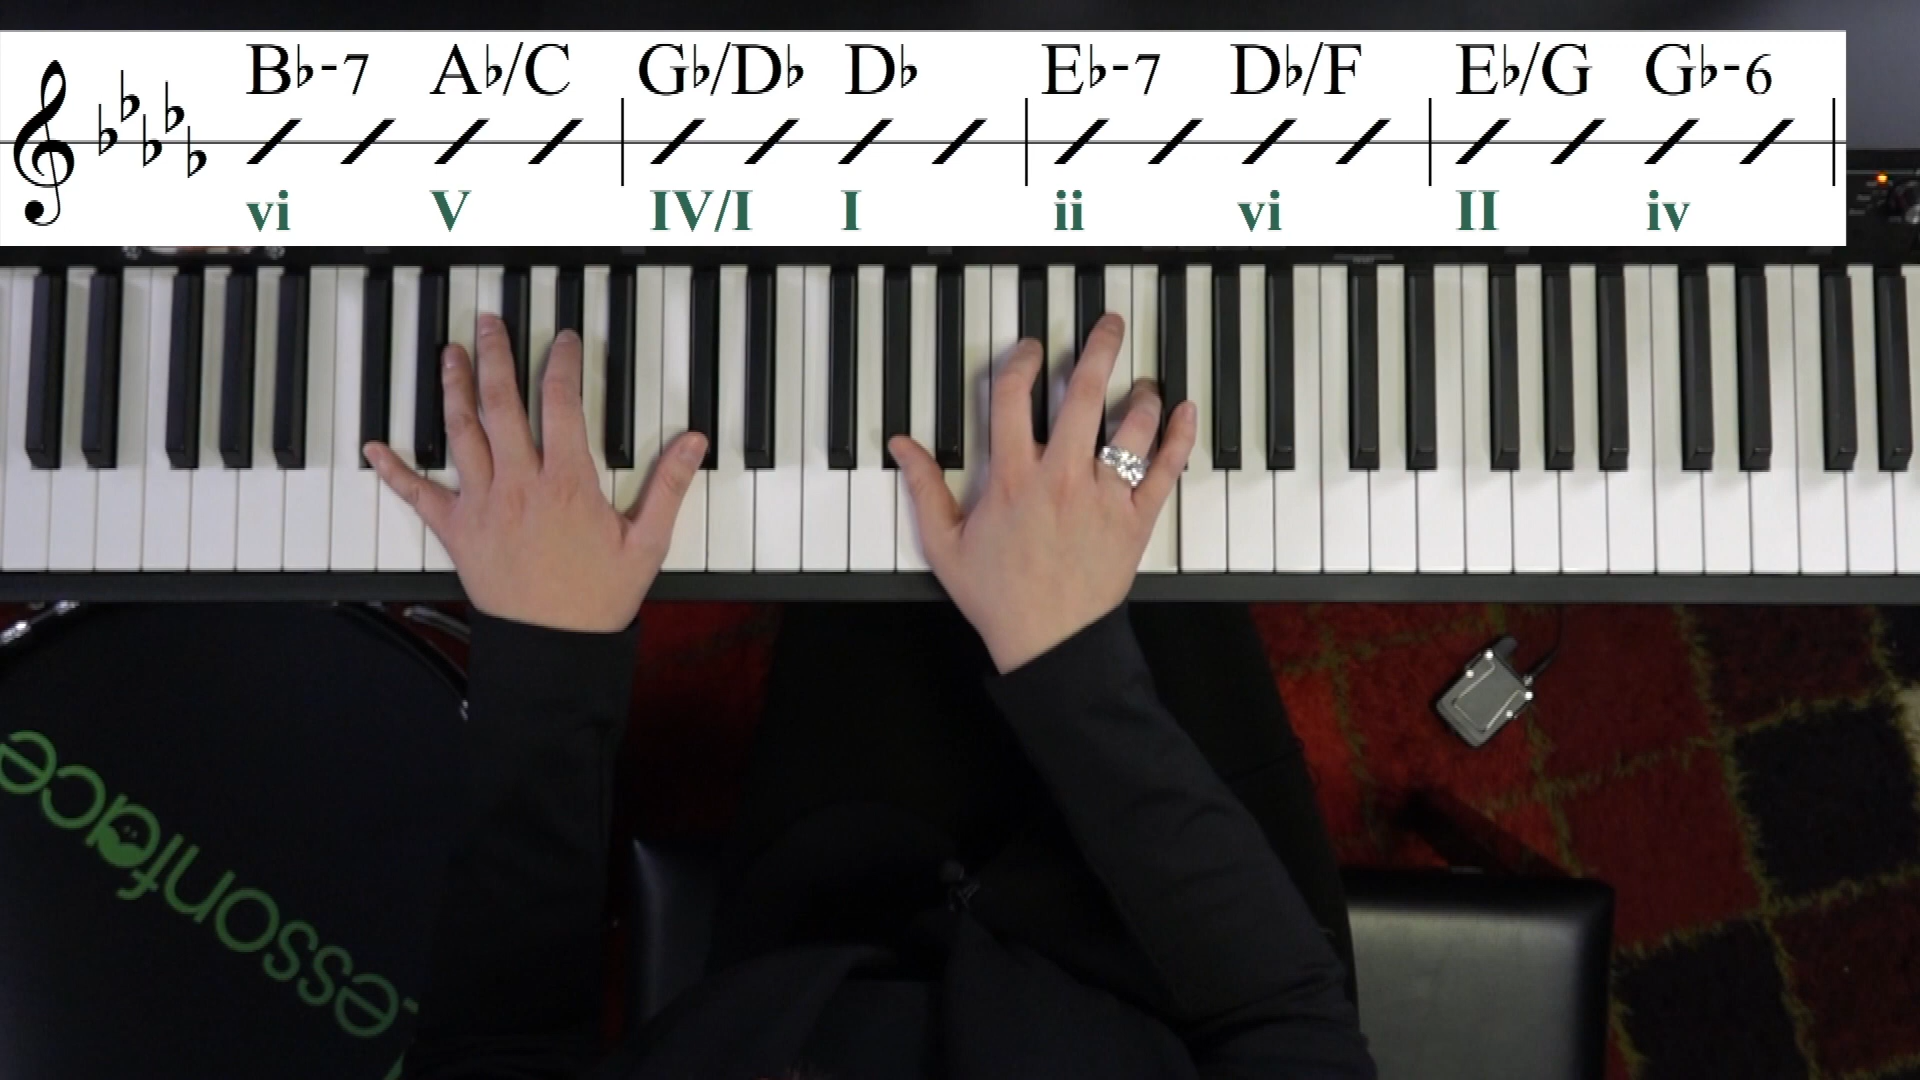 B♭-7 A♭/C G♭/D♭ D♭ E♭-7 D♭/F E♭/G G♭-6
vi V IV/I I ii vi II iv
lessonface